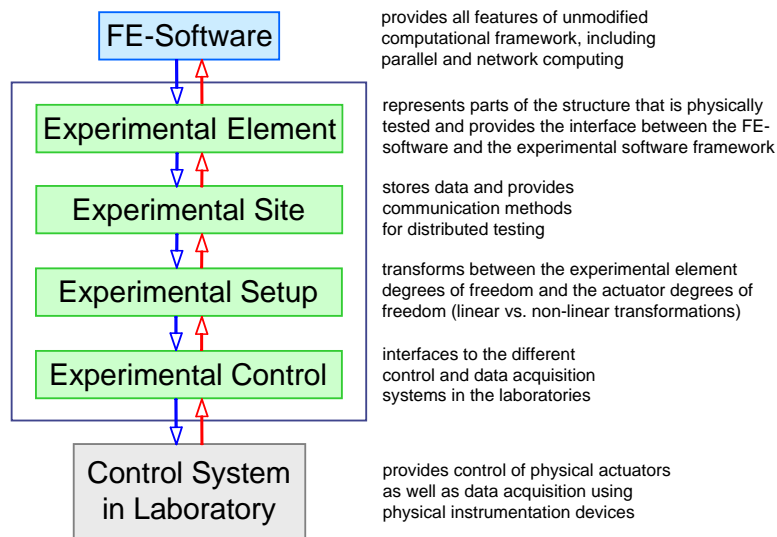 FE-Software
provides all features of unmodified
computational framework, including
parallel and network computing
Experimental Element
represents parts of the structure that is physically
tested and provides the interface between the FE-
software and the experimental software framework
Experimental Site
stores data and provides
communication methods
for distributed testing
Experimental Setup
transforms between the experimental element
degrees of freedom and the actuator degrees of
freedom (linear vs. non-linear transformations)
Experimental Control
interfaces to the different
control and data acquisition
systems in the laboratories
Control System
in Laboratory
provides control of physical actuators
as well as data acquisition using
physical instrumentation devices